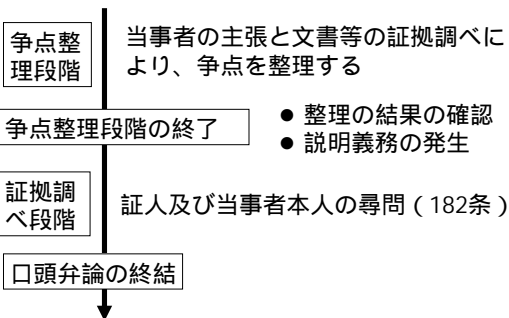 争点整
理段階
当事者の主張と文書等の証拠調べに
より、争点を整理する
争点整理段階の終了
● 整理の結果の確認
● 説明義務の発生
証拠調
べ段階
証人及び当事者本人の尋問（182条）
口頭弁論の終結